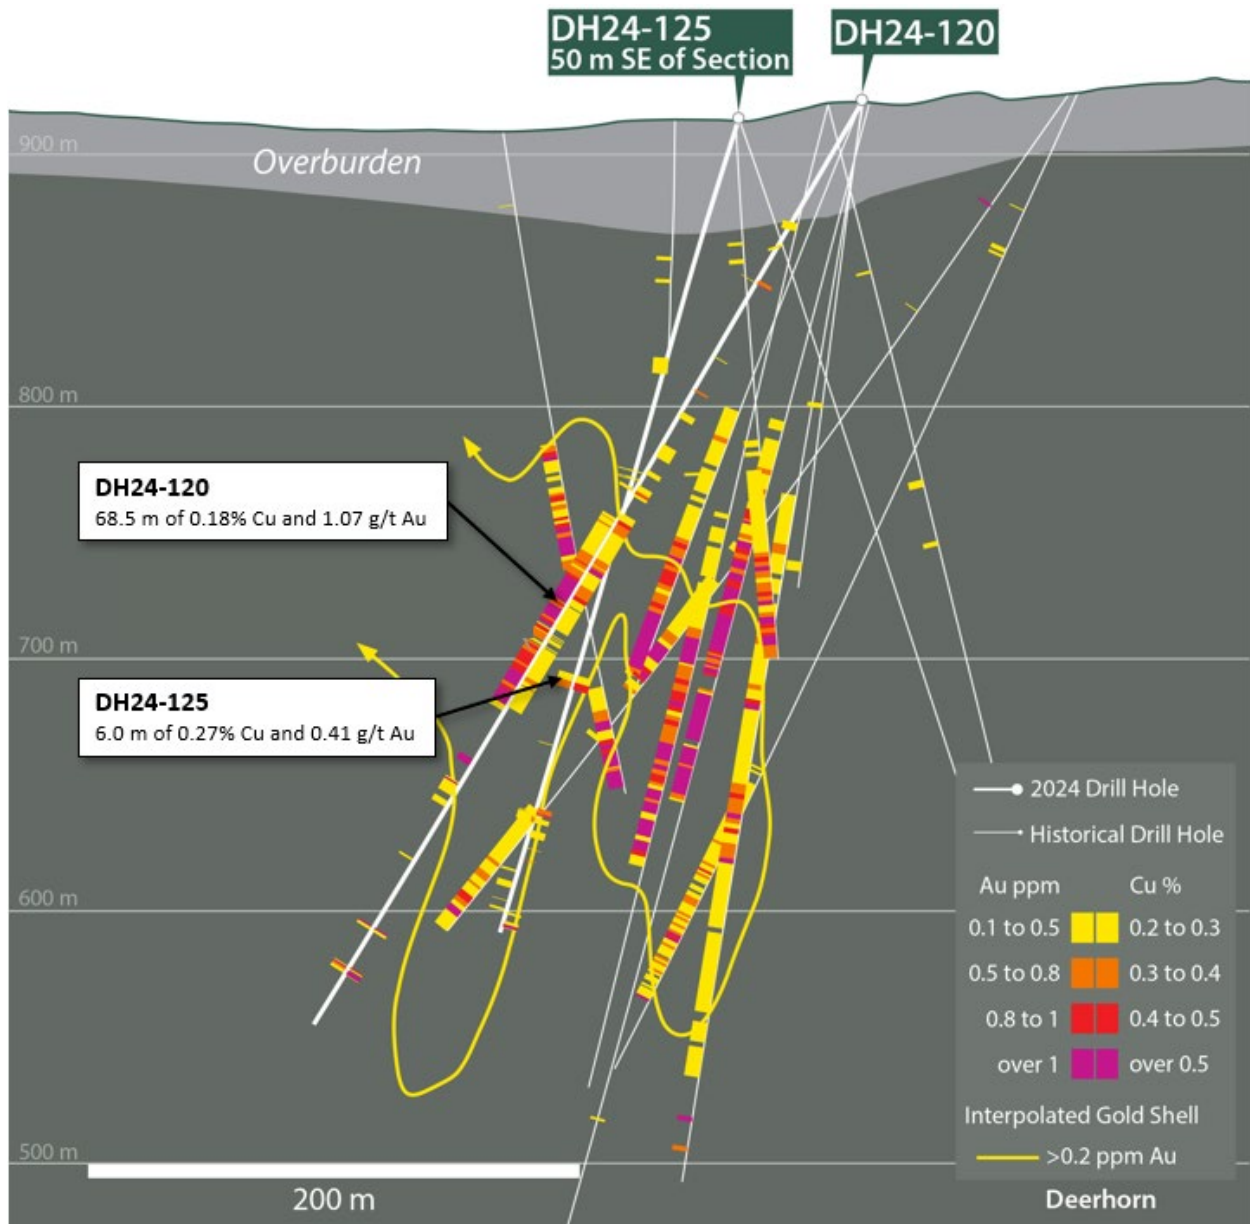 DH24-125
50 m SE of Section
DH24-120
900 m
Overburden
800 m
DH24-120
68.5 m of 0.18% Cu and 1.07 g/t Au
700 m
DH24-125
6.0 m of 0.27% Cu and 0.41 g/t Au
2024 Drill Hole
Historical Drill Hole
Au ppm Cu %
0.1 to 0.5 0.2 to 0.3
0.5 to 0.8 0.3 to 0.4
0.8 to 1 0.4 to 0.5
over 1 over 0.5
Interpolated Gold Shell
>0.2 ppm Au
600 m
500 m
200 m
Deerhorn